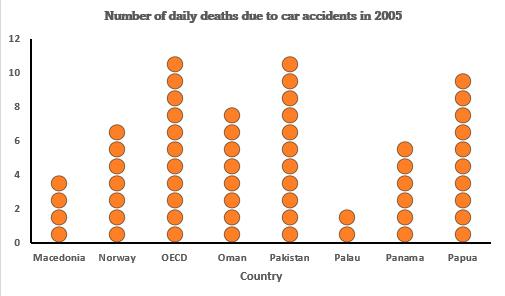 Number of daily deaths due to car accidents in 2005
12
10
8
6
4
2
0
Macedonia Norway OECD Oman Pakistan Palau Panama Papua
Country